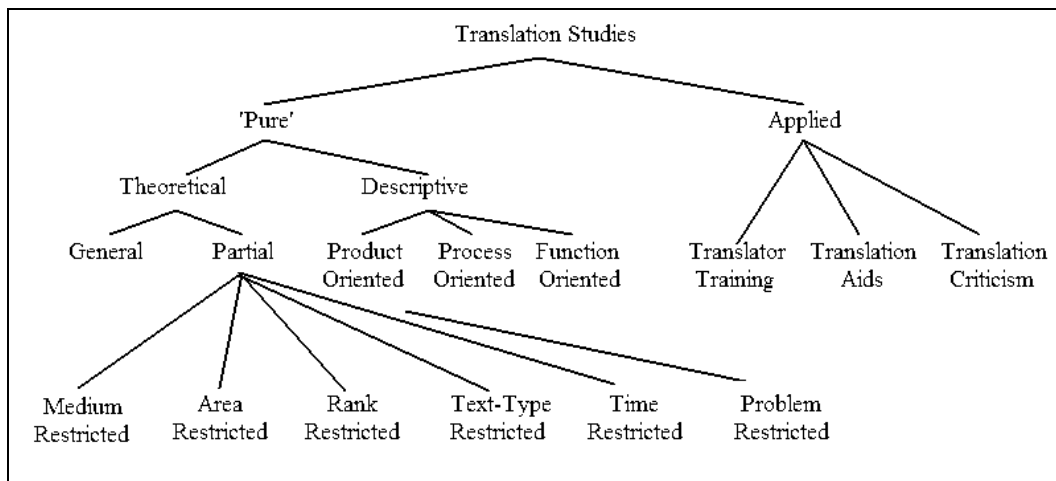 Translation Studies
'Pure'
Applied
Theoretical
Descriptive
General
Partial
Product
Oriented
Process
Oriented
Function
Oriented
Translator
Training
Translation
Aids
Translation
Criticism
Medium
Restricted
Area
Restricted
Rank
Restricted
Text-Type
Restricted
Time
Restricted
Problem
Restricted